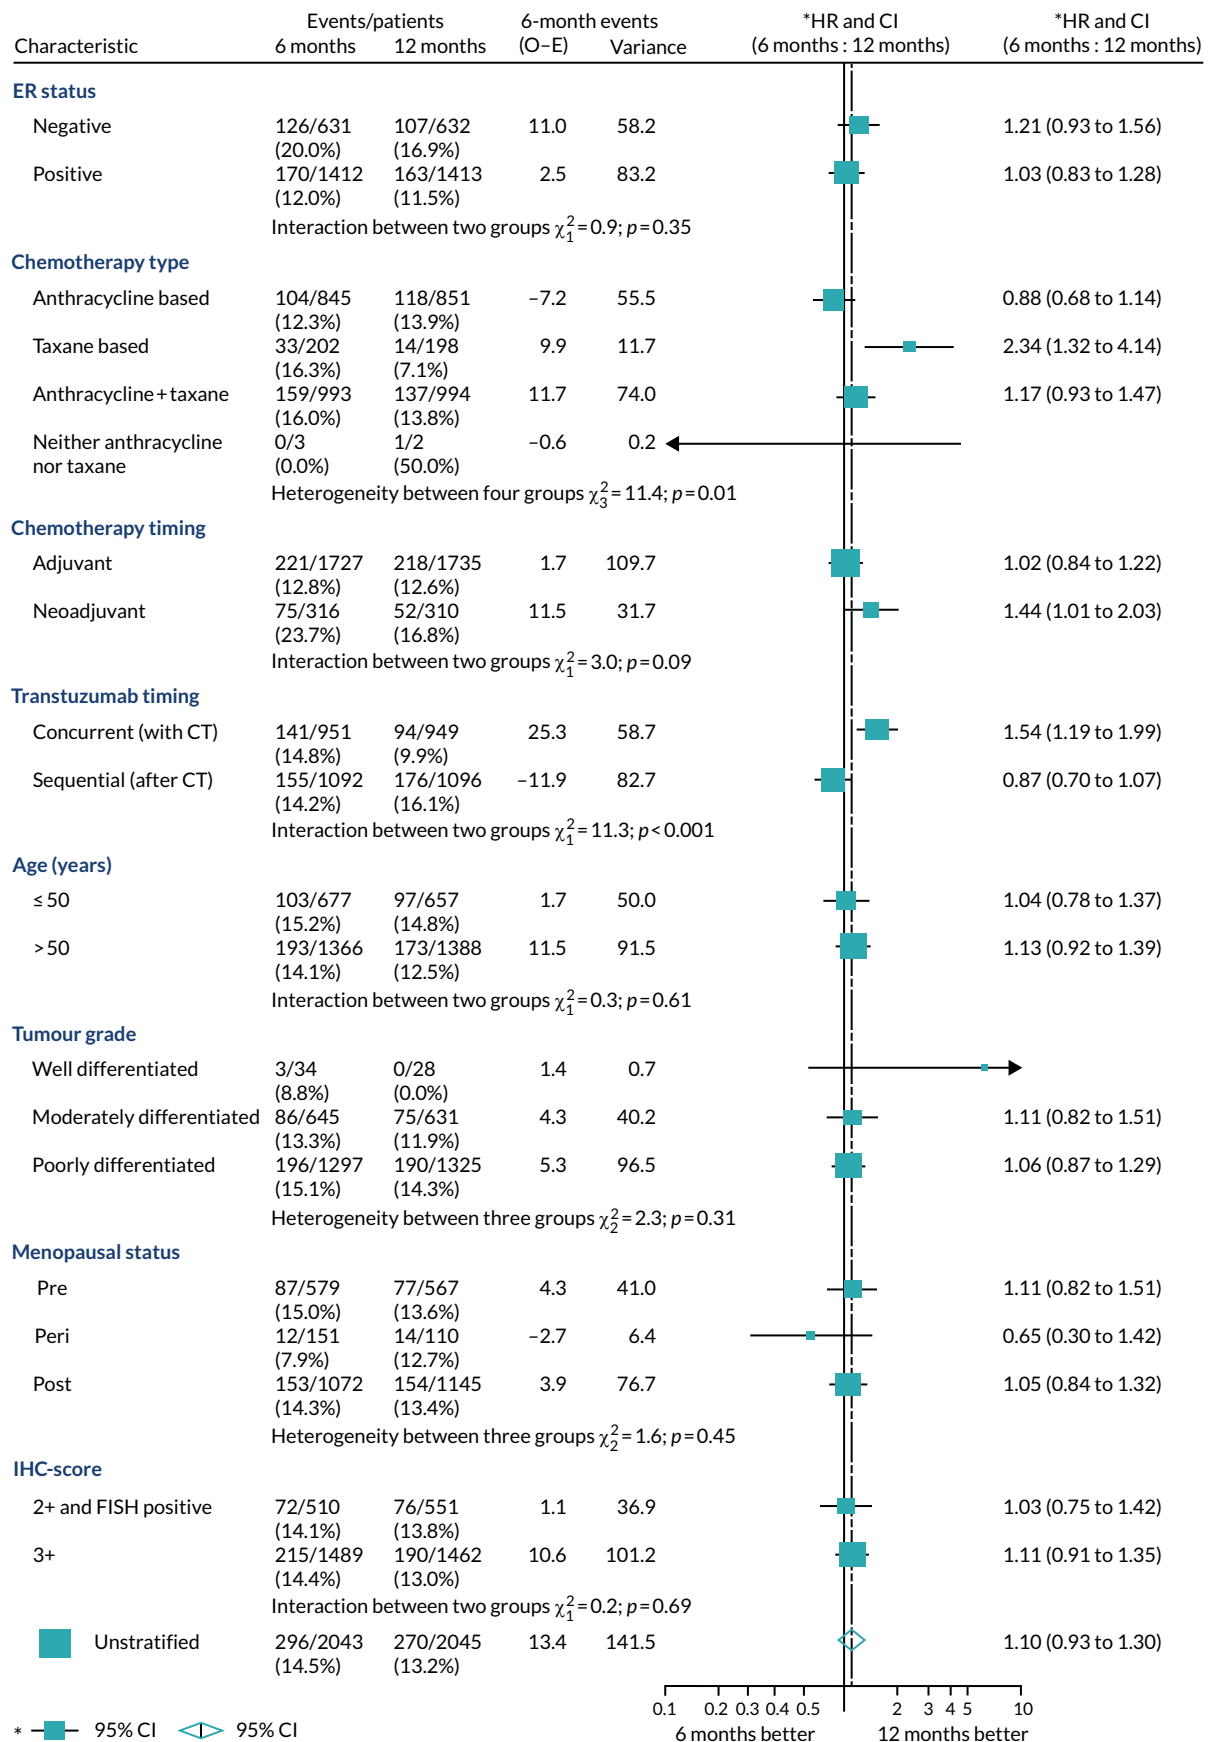 Events/patients 6-month events *HR and CI *HR and CI
Characteristic 6 months 12 months (O–E) Variance (6 months : 12 months) (6 months : 12 months)
ER status
Negative 126/631 107/632 11.0 58.2 1.21 (0.93 to 1.56)
(20.0%) (16.9%)
Positive 170/1412 163/1413 2.5 83.2 1.03 (0.83 to 1.28)
(12.0%) (11.5%)
Interaction between two groups χ²₁=0.9; p=0.35
Chemotherapy type
Anthracycline based 104/845 118/851 –7.2 55.5 0.88 (0.68 to 1.14)
(12.3%) (13.9%)
Taxane based 33/202 14/198 9.9 11.7 2.34 (1.32 to 4.14)
(16.3%) (7.1%)
Anthracycline+taxane 159/993 137/994 11.7 74.0 1.17 (0.93 to 1.47)
(16.0%) (13.8%)
Neither anthracycline 0/3 1/2 –0.6 0.2
nor taxane (0.0%) (50.0%)
Heterogeneity between four groups χ²₃=11.4; p=0.01
Chemotherapy timing
Adjuvant 221/1727 218/1735 1.7 109.7 1.02 (0.84 to 1.22)
(12.8%) (12.6%)
Neoadjuvant 75/316 52/310 11.5 31.7 1.44 (1.01 to 2.03)
(23.7%) (16.8%)
Interaction between two groups χ²₁=3.0; p=0.09
Transtuzumab timing
Concurrent (with CT) 141/951 94/949 25.3 58.7 1.54 (1.19 to 1.99)
(14.8%) (9.9%)
Sequential (after CT) 155/1092 176/1096 –11.9 82.7 0.87 (0.70 to 1.07)
(14.2%) (16.1%)
Interaction between two groups χ²₁=11.3; p<0.001
Age (years)
≤50 103/677 97/657 1.7 50.0 1.04 (0.78 to 1.37)
(15.2%) (14.8%)
>50 193/1366 173/1388 11.5 91.5 1.13 (0.92 to 1.39)
(14.1%) (12.5%)
Interaction between two groups χ²₁=0.3; p=0.61
Tumour grade
Well differentiated 3/34 0/28 1.4 0.7
(8.8%) (0.0%)
Moderately differentiated 86/645 75/631 4.3 40.2 1.11 (0.82 to 1.51)
(13.3%) (11.9%)
Poorly differentiated 196/1297 190/1325 5.3 96.5 1.06 (0.87 to 1.29)
(15.1%) (14.3%)
Heterogeneity between three groups χ²₂=2.3; p=0.31
Menopausal status
Pre 87/579 77/567 4.3 41.0 1.11 (0.82 to 1.51)
(15.0%) (13.6%)
Peri 12/151 14/110 –2.7 6.4 0.65 (0.30 to 1.42)
(7.9%) (12.7%)
Post 153/1072 154/1145 3.9 76.7 1.05 (0.84 to 1.32)
(14.3%) (13.4%)
Heterogeneity between three groups χ²₂=1.6; p=0.45
IHC-score
2+ and FISH positive 72/510 76/551 1.1 36.9 1.03 (0.75 to 1.42)
(14.1%) (13.8%)
3+ 215/1489 190/1462 10.6 101.2 1.11 (0.91 to 1.35)
(14.4%) (13.0%)
Interaction between two groups χ²₁=0.2; p=0.69
Unstratified 296/2043 270/2045 13.4 141.5 1.10 (0.93 to 1.30)
(14.5%) (13.2%)
0.1 0.2 0.3 0.4 0.5 2 3 4 5 10
* 95% CI 95% CI 6 months better 12 months better